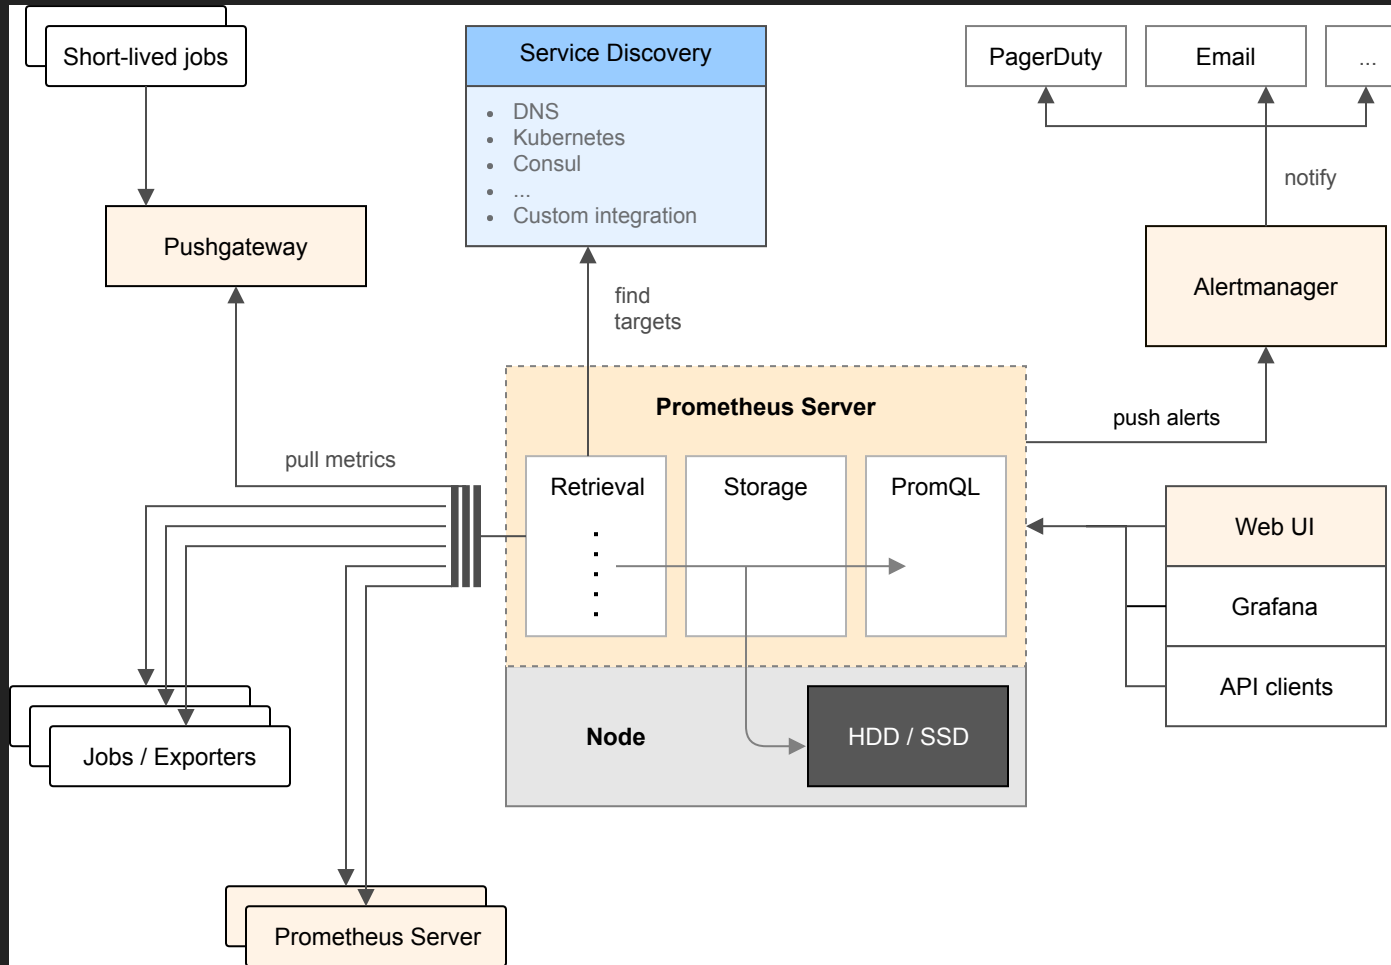 Short-lived jobs
Service Discovery
DNS
Kubernetes
Consul
...
Custom integration
PagerDuty
Email
...
notify
Pushgateway
Alertmanager
find
targets
Prometheus Server
push alerts
pull metrics
Retrieval
Storage
PromQL
Web UI
Grafana
API clients
Node
HDD / SSD
Jobs / Exporters
Prometheus Server